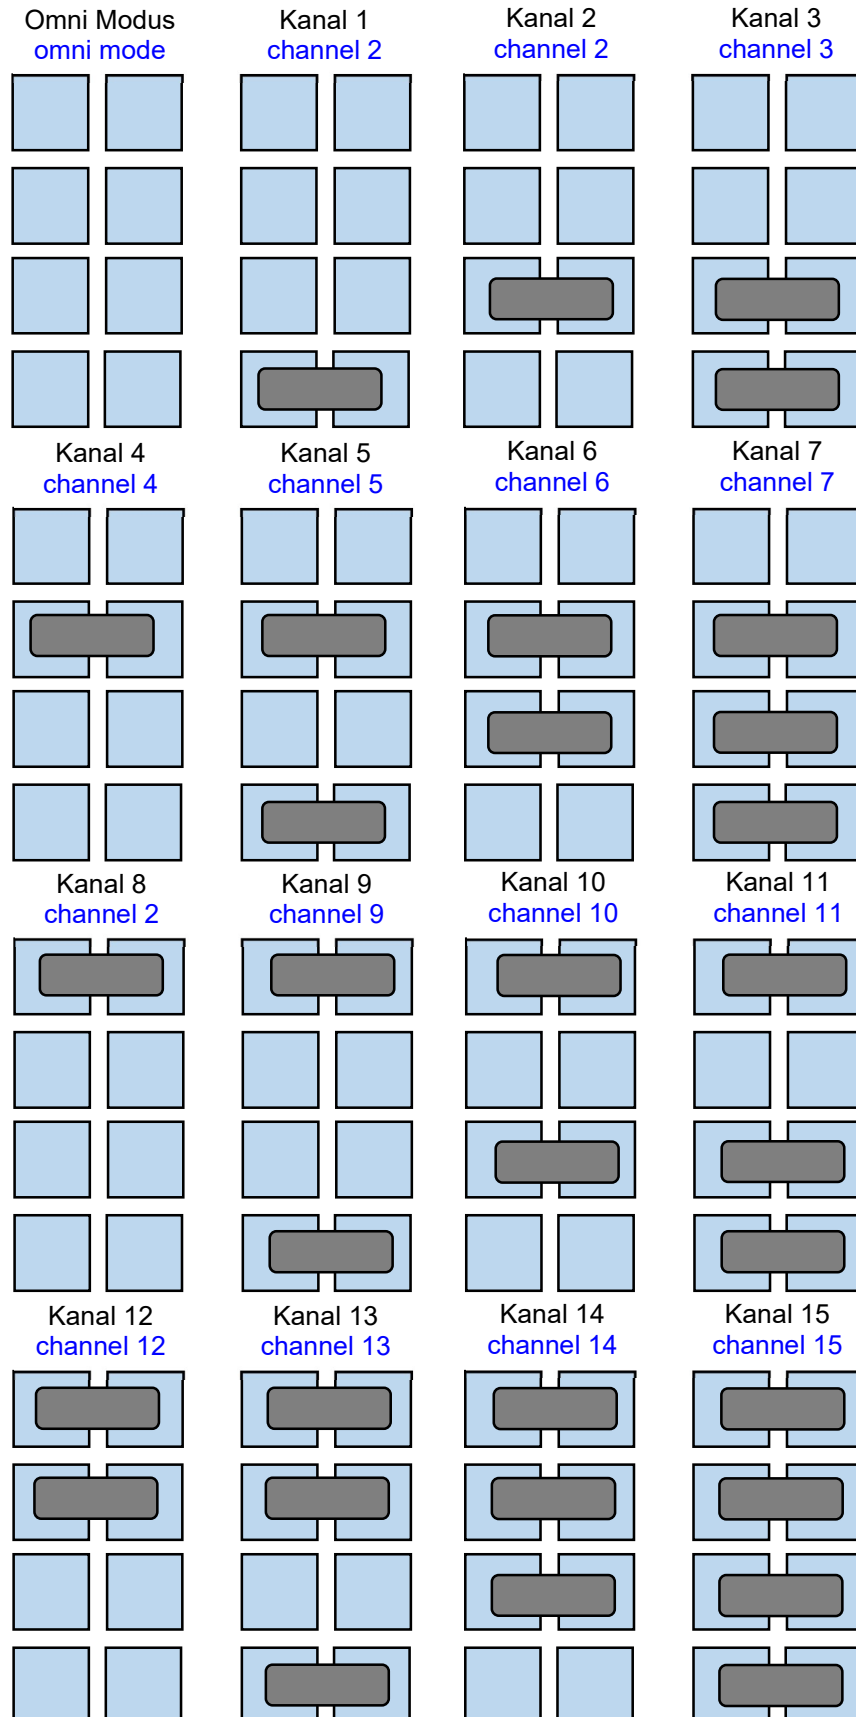 Omni Modus
omni mode
Kanal 1
channel 2
Kanal 2
channel 2
Kanal 3
channel 3
Kanal 4
channel 4
Kanal 5
channel 5
Kanal 6
channel 6
Kanal 7
channel 7
Kanal 8
channel 2
Kanal 9
channel 9
Kanal 10
channel 10
Kanal 11
channel 11
Kanal 12
channel 12
Kanal 13
channel 13
Kanal 14
channel 14
Kanal 15
channel 15